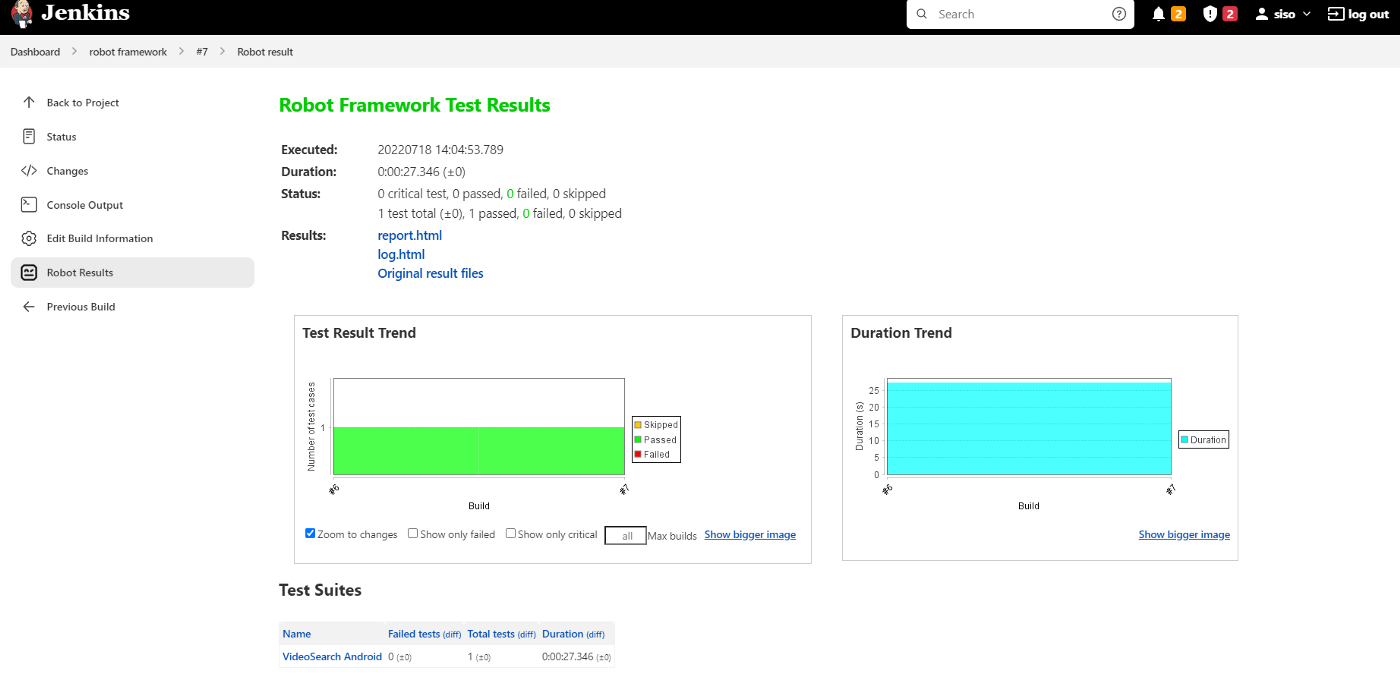 Jenkins
Search
2
2
siso
log out
Dashboard
robot framework
#7
Robot result
Back to Project
Status
Changes
Console Output
Edit Build Information
Robot Results
Previous Build
Robot Framework Test Results
Executed: 20220718 14:04:53.789
Duration: 0:00:27.346 (±0)
Status: 0 critical test, 0 passed, 0 failed, 0 skipped
1 test total (±0), 1 passed, 0 failed, 0 skipped
Results: report.html
log.html
Original result files
Test Result Trend
Number of test cases
1
#6
#7
Build
Skipped
Passed
Failed
Zoom to changes
Show only failed
Show only critical
all
Max builds
Show bigger image
Duration Trend
Duration (s)
25
20
15
10
5
0
#6
#7
Build
Duration
Show bigger image
Test Suites
Name Failed tests (diff) Total tests (diff) Duration (diff)
VideoSearch Android 0 (±0) 1 (±0) 0:00:27.346 (±0)